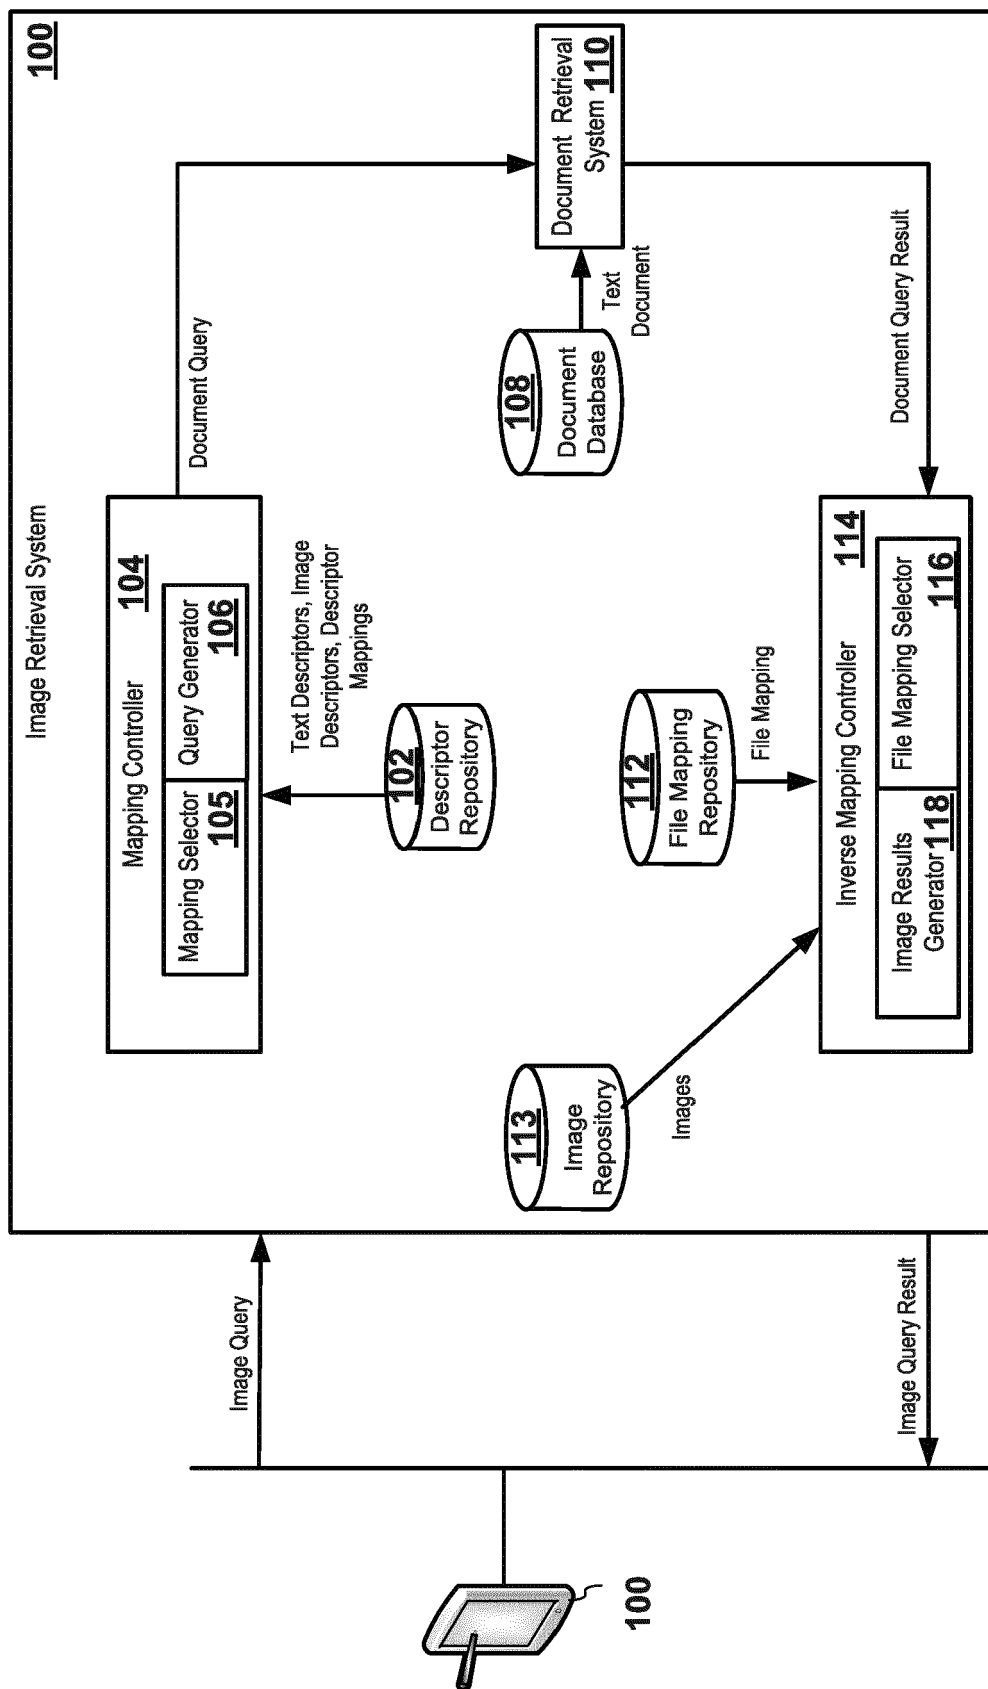 Image Retrieval System
100
Mapping Controller
104
Mapping Selector
105
Query Generator
106
Document Query
Image Query
Text Descriptors, Image
Descriptors, Descriptor
Mappings
102
Descriptor
Repository
108
Document
Database
Text
Document
Document Retrieval
System 110
113
Image
Repository
Images
112
File Mapping
Repository
File Mapping
Document Query Result
Inverse Mapping Controller
114
Image Results
Generator 118
File Mapping Selector
116
Image Query Result
100